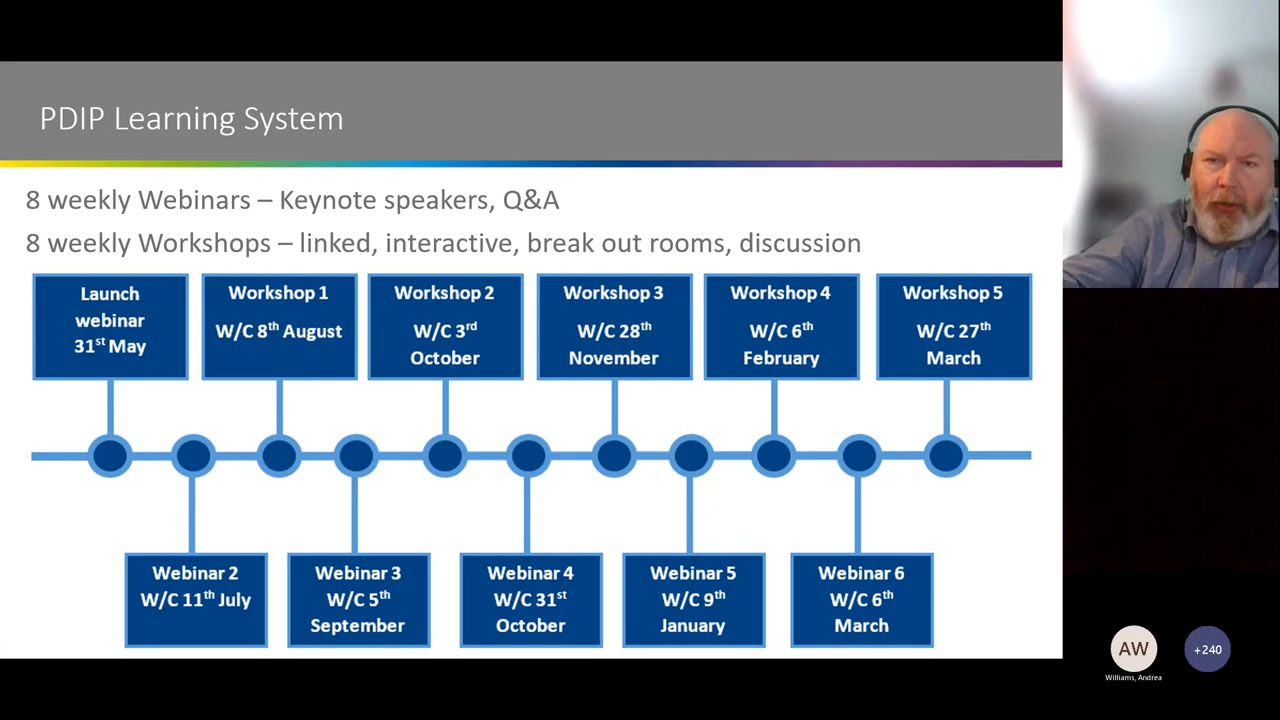 PDIP Learning System
8 weekly Webinars – Keynote speakers, Q&A
8 weekly Workshops – linked, interactive, break out rooms, discussion
Launch
webinar
31st May
Workshop 1
W/C 8th August
Workshop 2
W/C 3rd
October
Workshop 3
W/C 28th
November
Workshop 4
W/C 6th
February
Workshop 5
W/C 27th
March
Webinar 2
W/C 11th July
Webinar 3
W/C 5th
September
Webinar 4
W/C 31st
October
Webinar 5
W/C 9th
January
Webinar 6
W/C 6th
March
AW
+240
Williams, Andrea